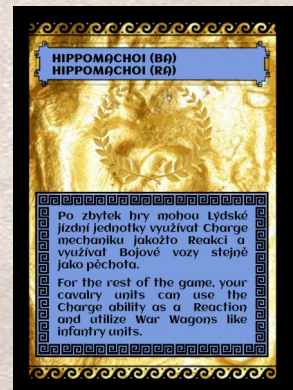 HIPPOMACHOI (BA)
HIPPOMACHOI (RA)
Po zbytek hry mohou Lýdské
jízdní jednotky využívat Charge
mechaniku jakožto Reakci a
využívat Bojové vozy stejně
jako pěchota.
For the rest of the game, your
cavalry units can use the
Charge ability as a Reaction
and utilize War Wagons like
infantry units.